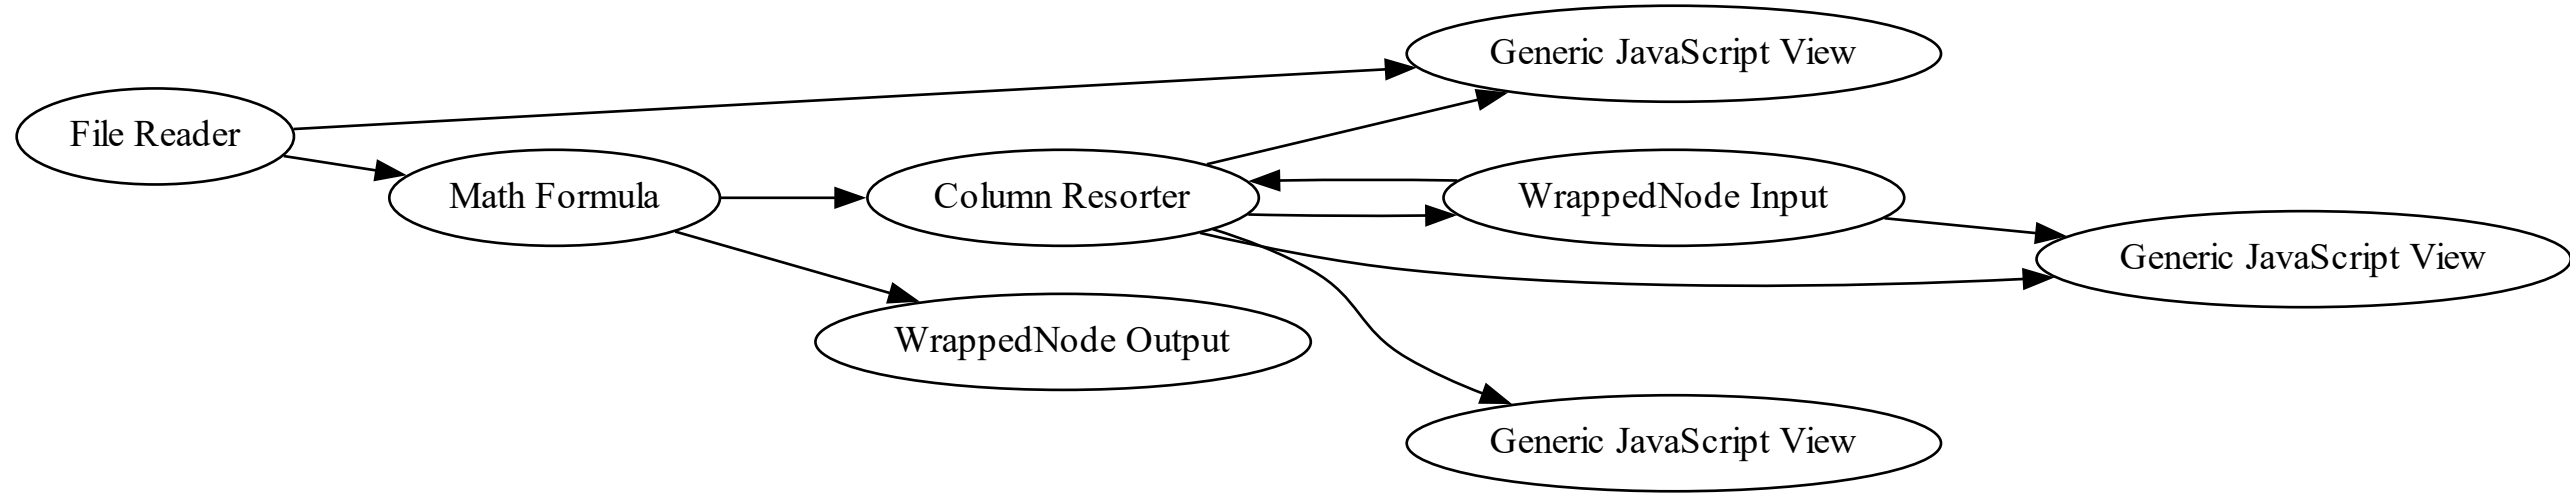 Generic JavaScript View
File Reader
Math Formula
Column Resorter
WrappedNode Input
Generic JavaScript View
WrappedNode Output
Generic JavaScript View